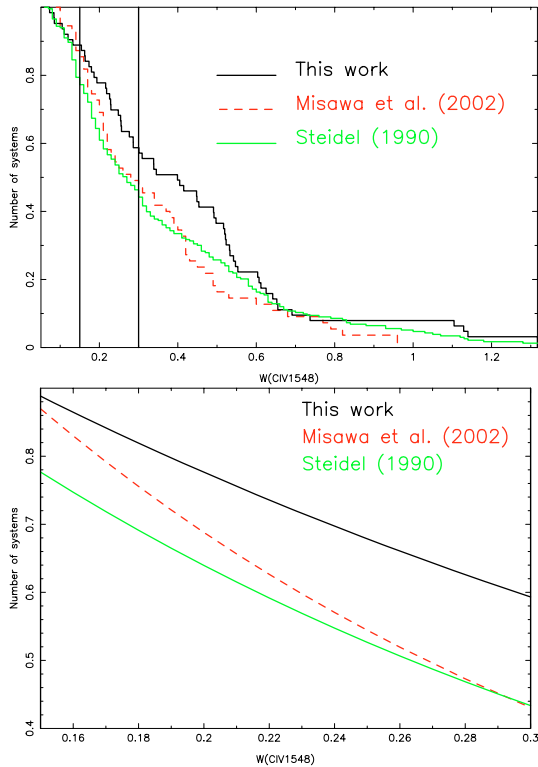 This work
Misawa et al. (2002)
Steidel (1990)
Number of systems
0
0.2
0.4
0.6
0.8
0.2
0.4
0.6
0.8
1
1.2
W(CIV1548)
This work
Misawa et al. (2002)
Steidel (1990)
Number of systems
0.4
0.5
0.6
0.7
0.8
0.16
0.18
0.2
0.22
0.24
0.26
0.28
0.3
W(CIV1548)